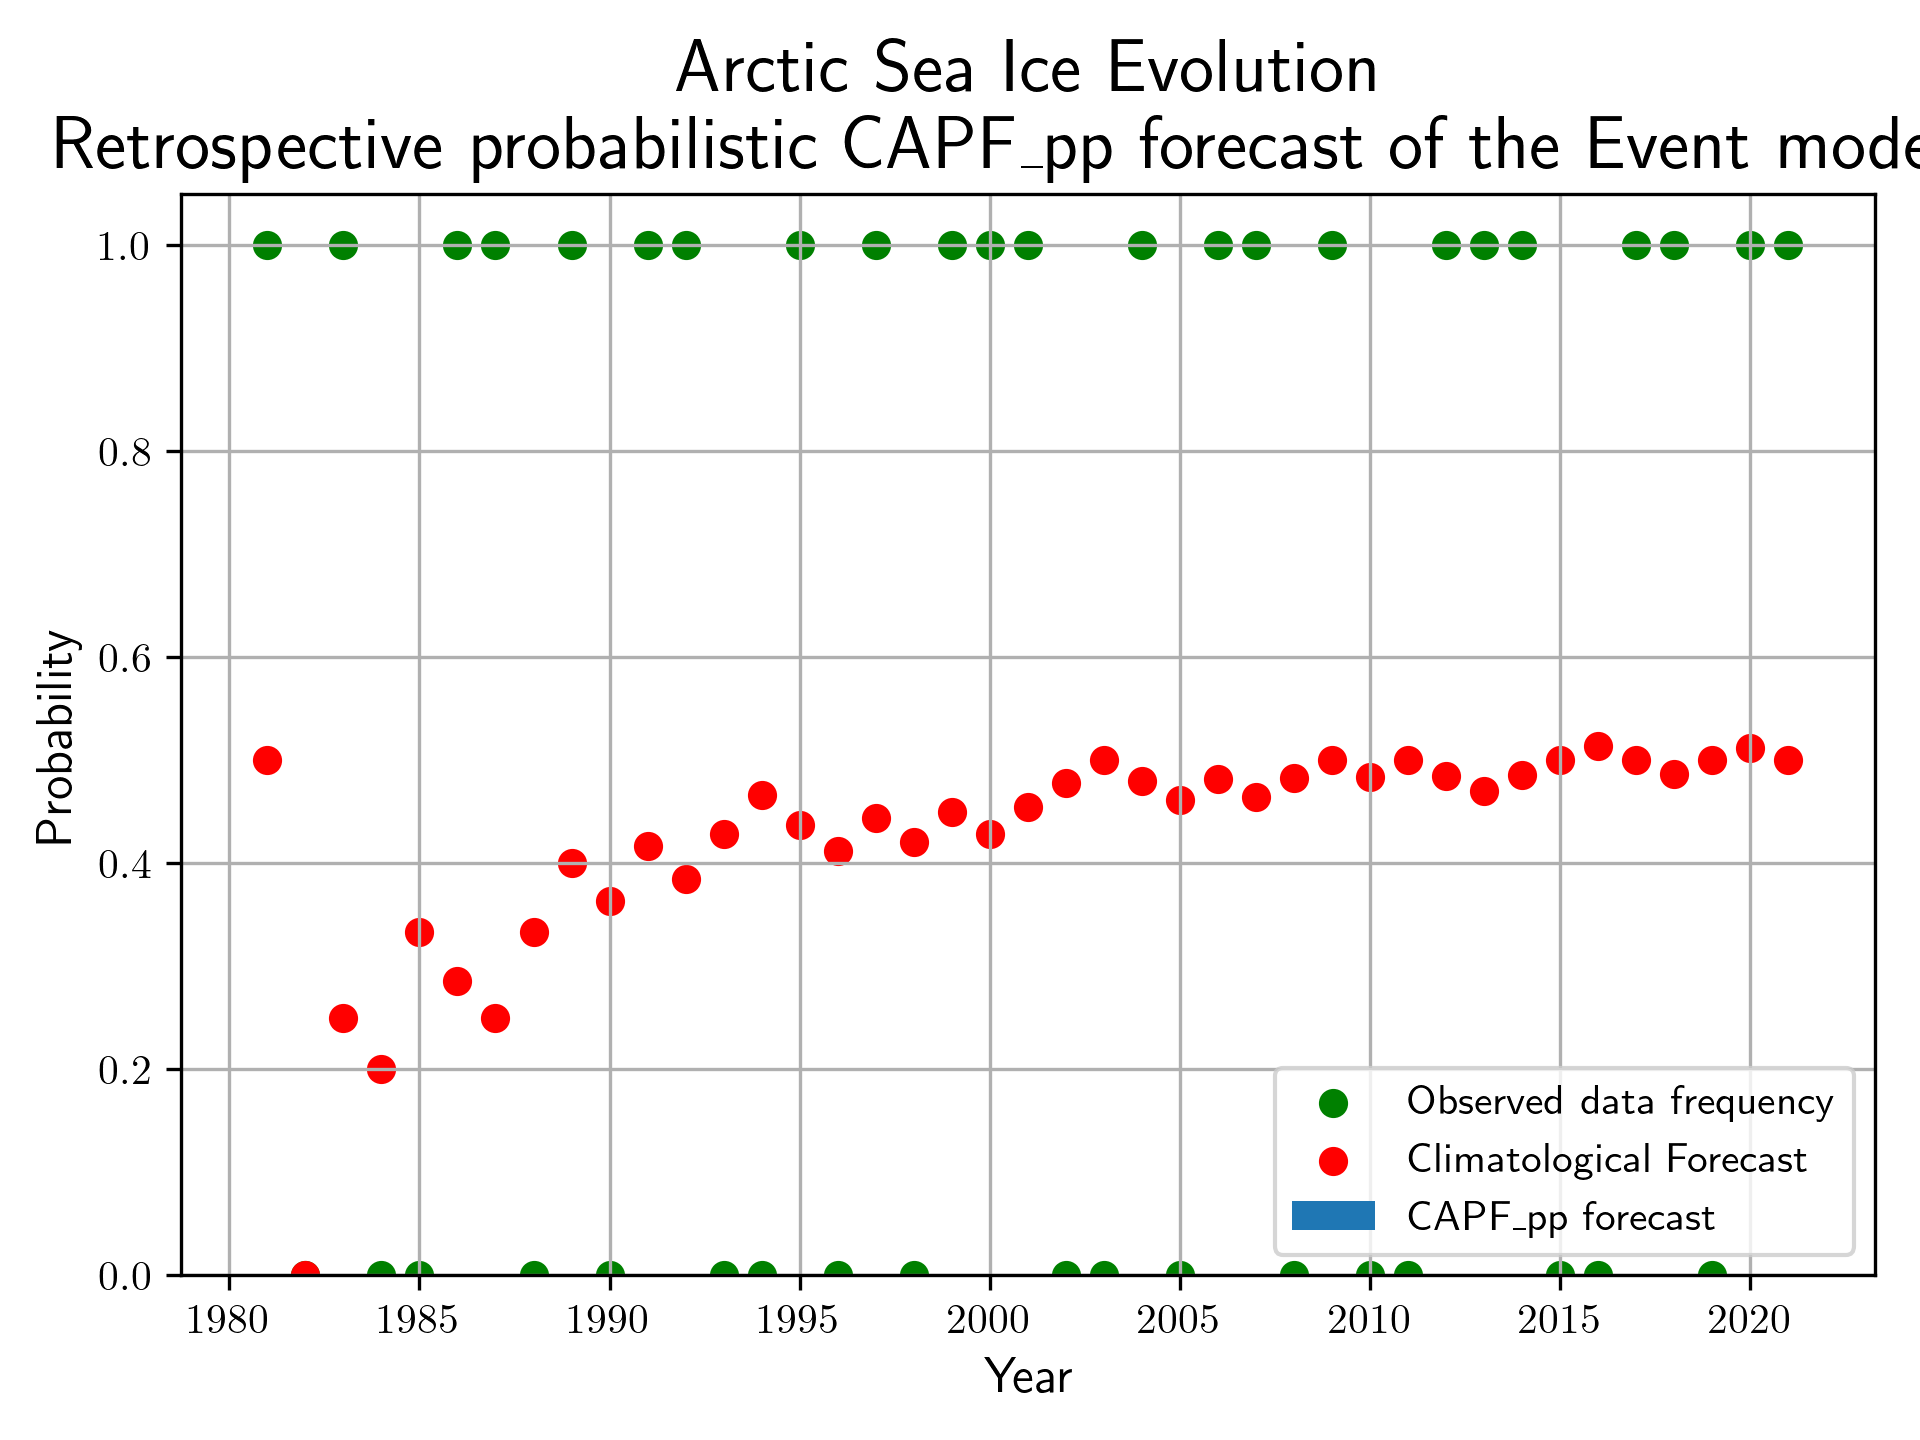 Arctic Sea Ice Evolution
Retrospective probabilistic CAPF_pp forecast of the Event mode
1.0
0.8
0.6
0.4
0.2
0.0
Probability
Observed data frequency
Climatological Forecast
CAPF_pp forecast
1980 1985 1990 1995 2000 2005 2010 2015 2020
Year